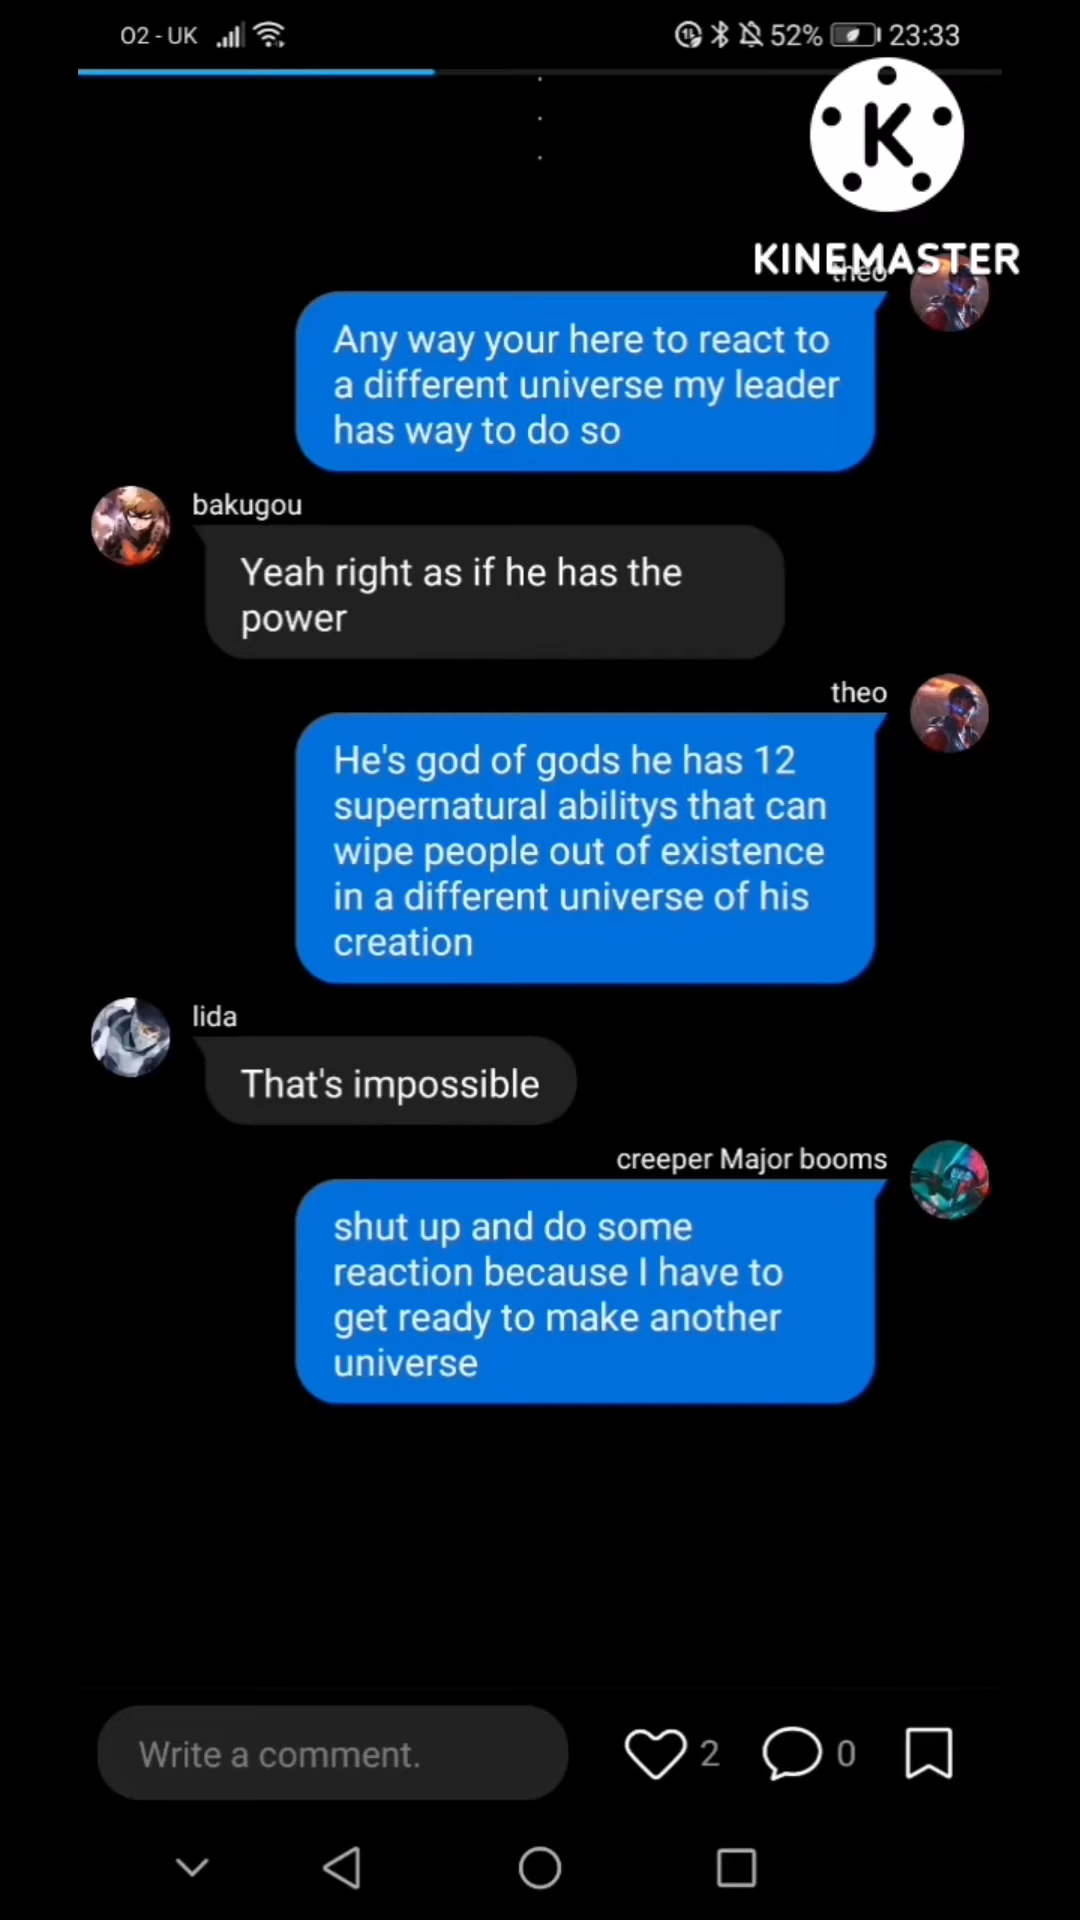 O2 - UK 52% 23:33
K
KINEMASTER
theo
Any way your here to react to
a different universe my leader
has way to do so
bakugou
Yeah right as if he has the
power
theo
He's god of gods he has 12
supernatural abilitys that can
wipe people out of existence
in a different universe of his
creation
lida
That's impossible
creeper Major booms
shut up and do some
reaction because I have to
get ready to make another
universe
Write a comment. 2 0